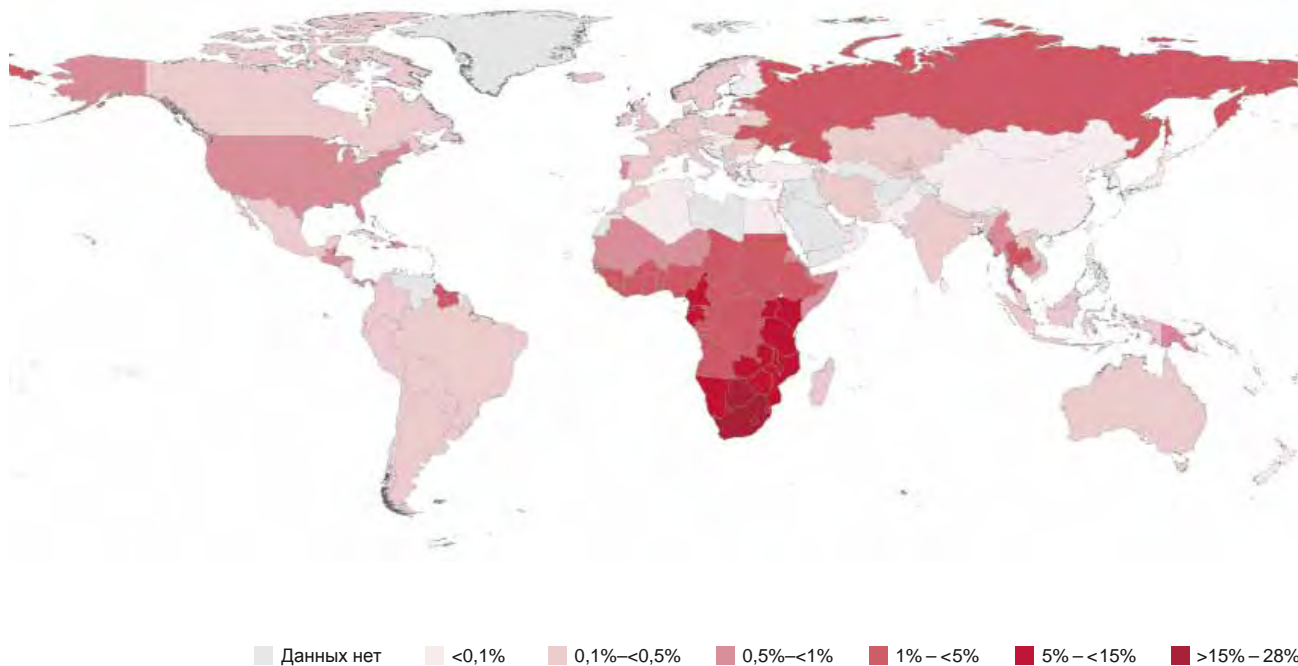 Данных нет <0,1% 0,1%–<0,5% 0,5%–<1% 1% – <5% 5% – <15% >15% – 28%